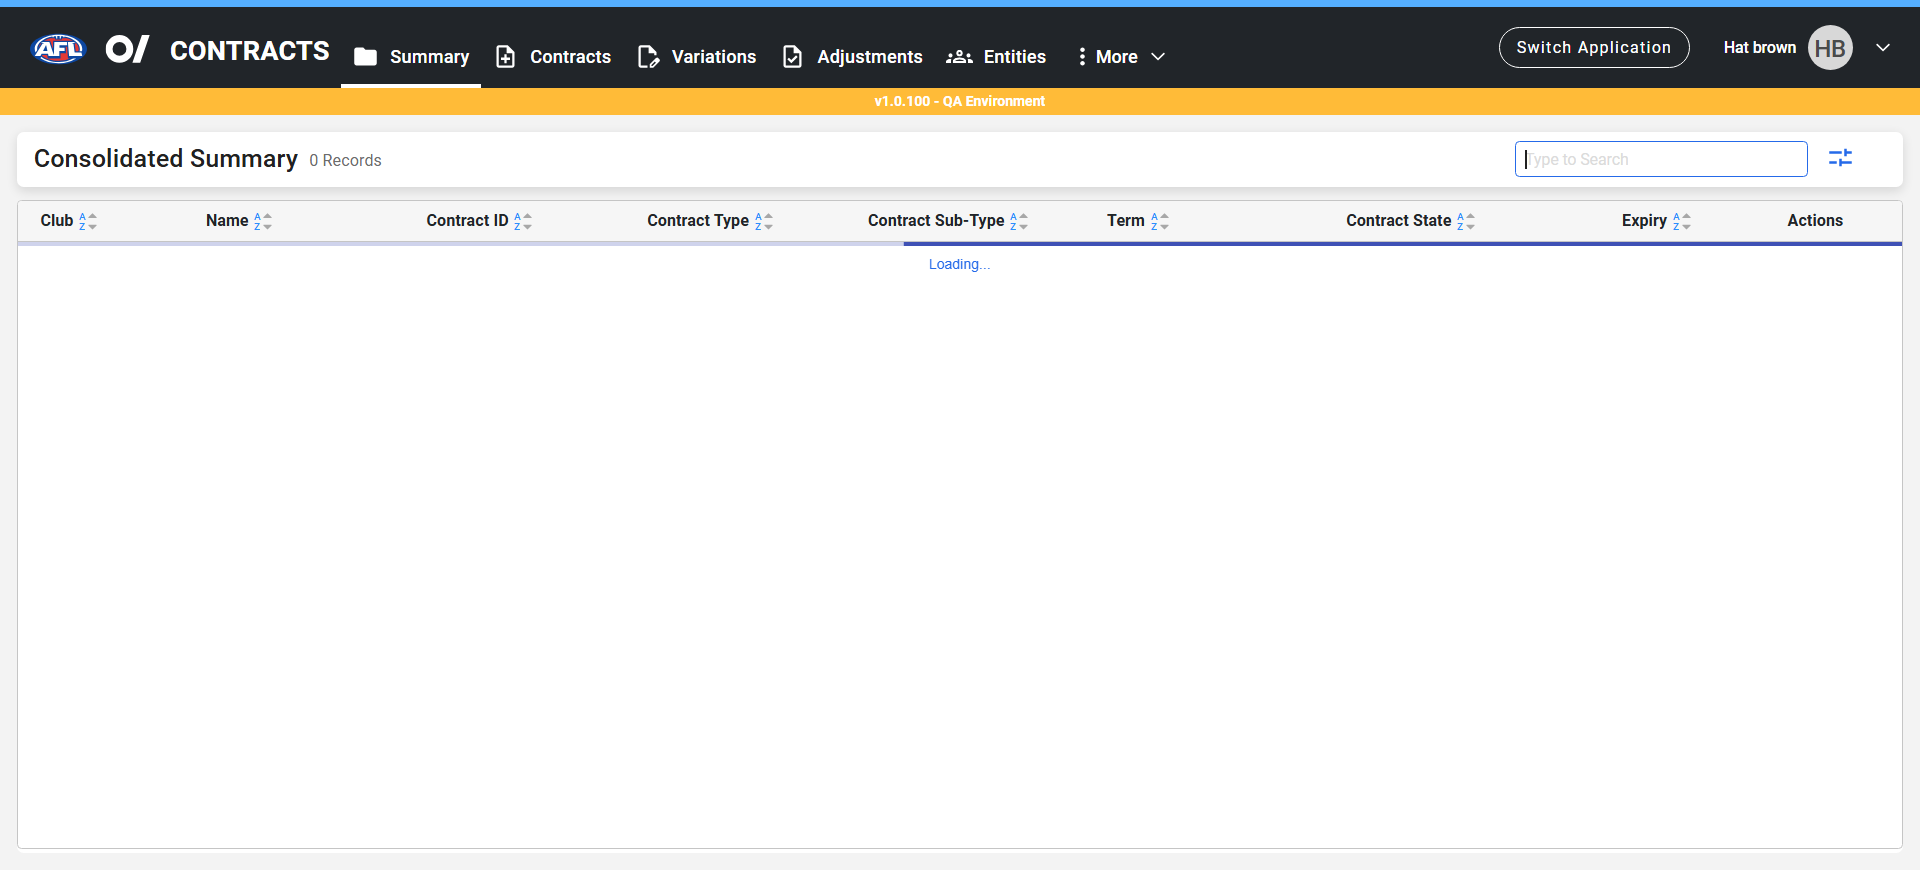 AFL O/ CONTRACTS Summary Contracts Variations Adjustments Entities More Switch Application Hat brown HB
v1.0.100 - QA Environment
Consolidated Summary 0 Records Type to Search
Club Name Contract ID Contract Type Contract Sub-Type Term Contract State Expiry Actions
Loading...